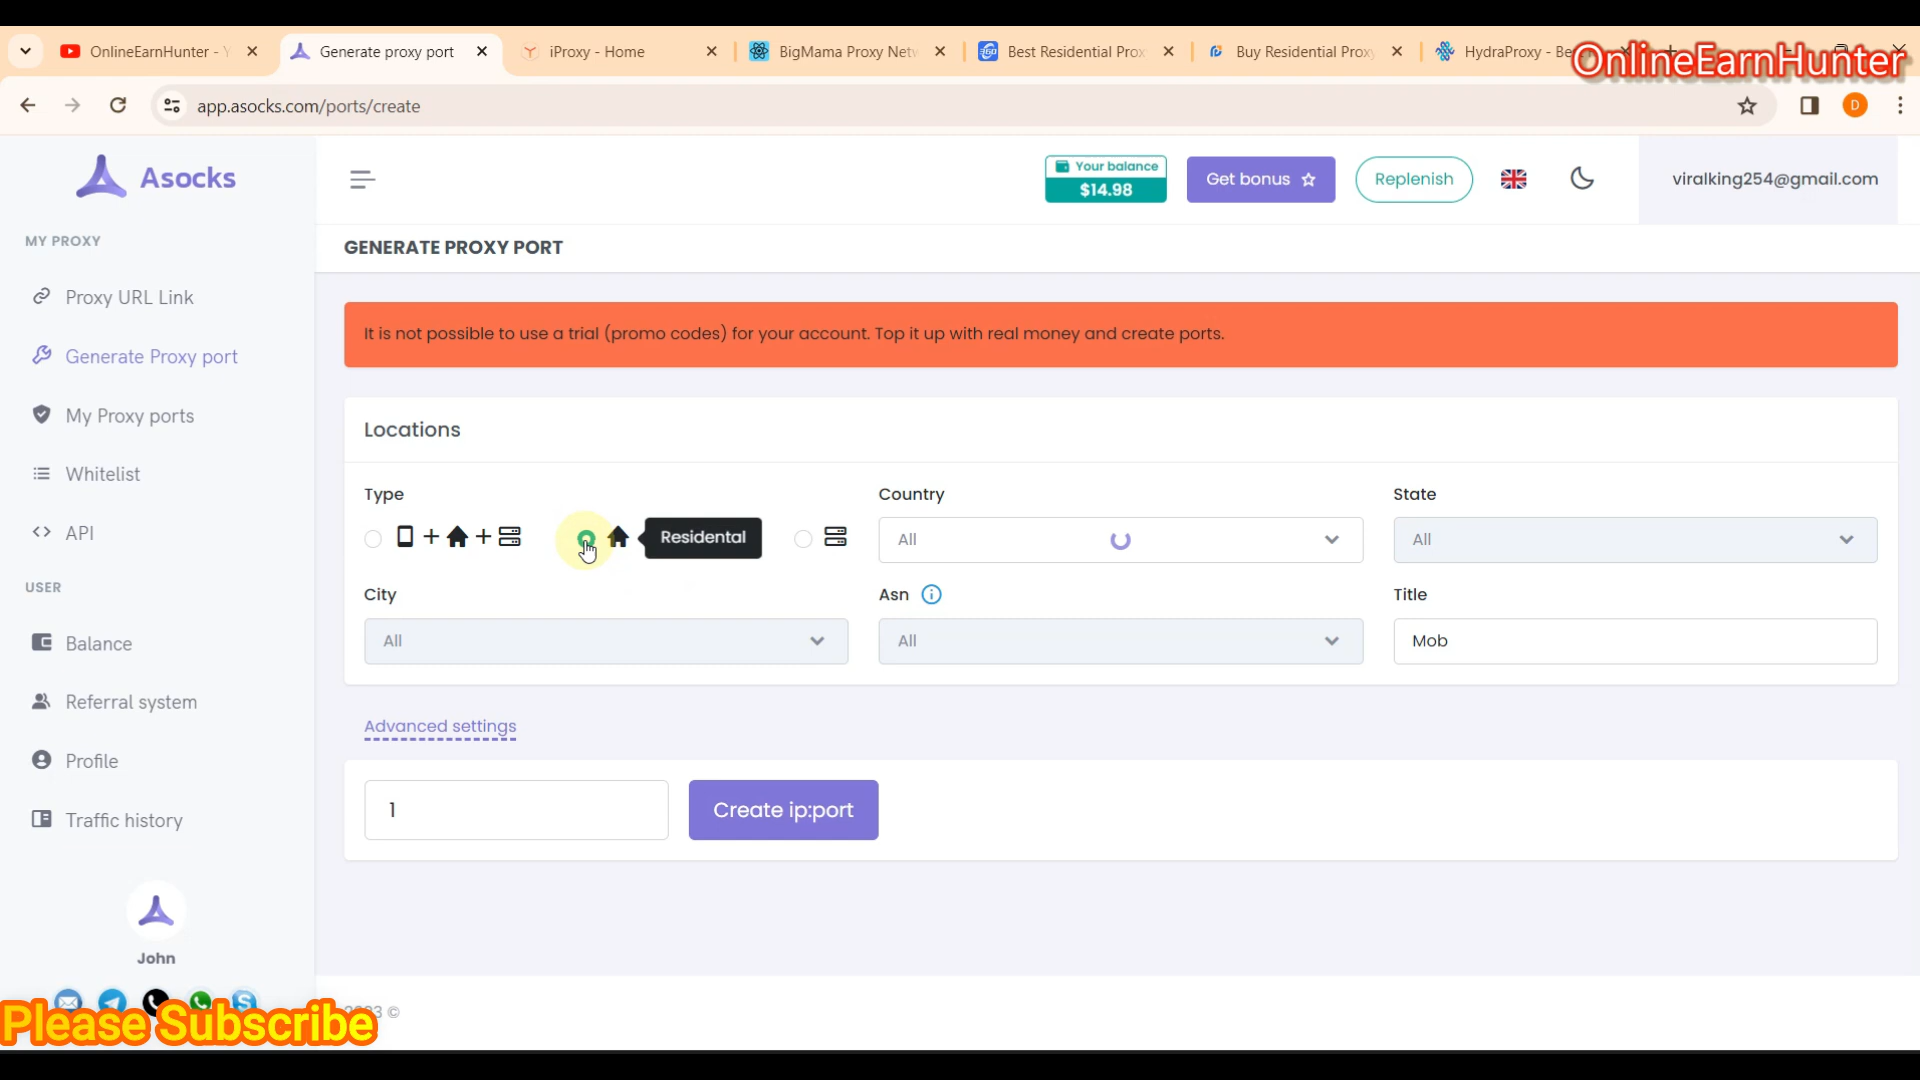 OnlineEarnHunter - Y
Generate proxy port
iProxy - Home
BigMama Proxy Netw
Best Residential Prox
Buy Residential Proxy
HydraProxy - Be
OnlineEarnHunter
app.asocks.com/ports/create
D
Asocks
Your balance
$14.98
Get bonus
Replenish
viralking254@gmail.com
MY PROXY
GENERATE PROXY PORT
Proxy URL Link
It is not possible to use a trial (promo codes) for your account. Top it up with real money and create ports.
Generate Proxy port
My Proxy ports
Locations
Whitelist
Type
Country
State
API
+ +
Residental
All
All
USER
City
Asn
Title
Balance
All
All
Mob
Referral system
Advanced settings
Profile
1
Create ip:port
Traffic history
John
©
Please Subscribe